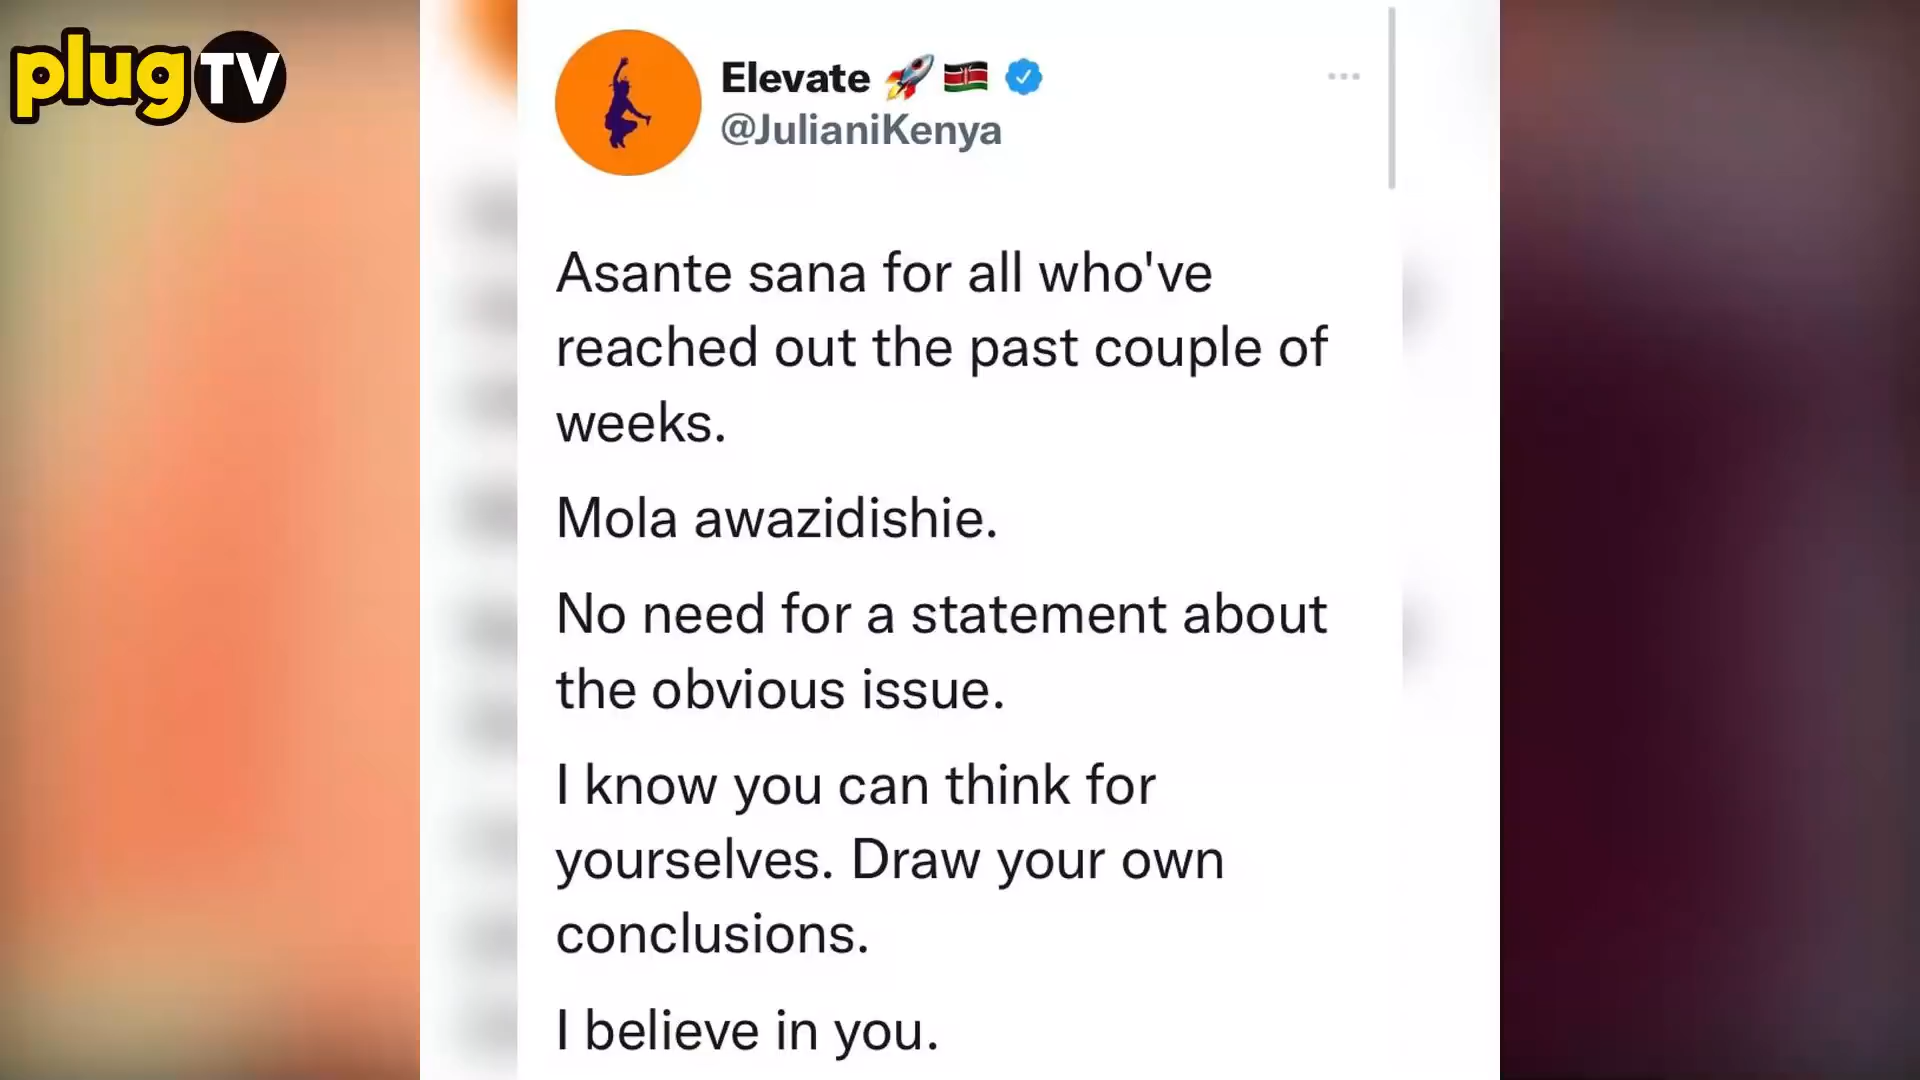 plug TV
Elevate 🚀 🇰🇪
@JulianiKenya
Asante sana for all who've
reached out the past couple of
weeks.
Mola awazidishie.
No need for a statement about
the obvious issue.
I know you can think for
yourselves. Draw your own
conclusions.
I believe in you.